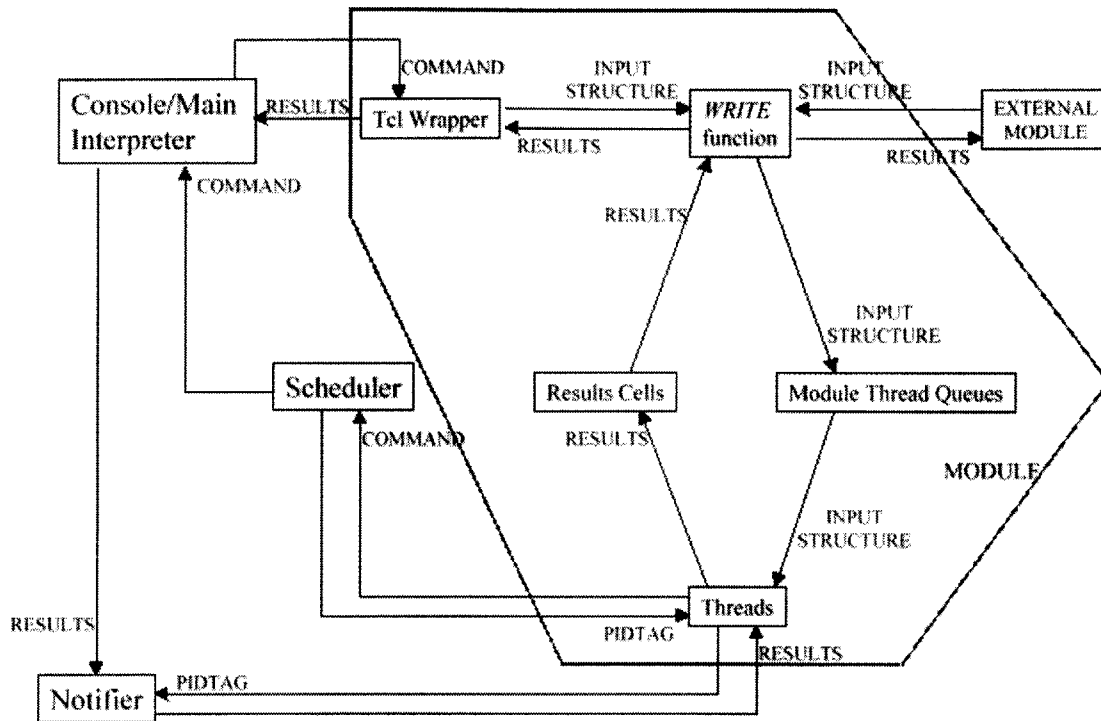 COMMAND
INPUT
STRUCTURE
INPUT
STRUCTURE
Console/Main
Interpreter
RESULTS
Tcl Wrapper
WRITE
function
EXTERNAL
MODULE
RESULTS
RESULTS
COMMAND
RESULTS
INPUT
STRUCTURE
Scheduler
Results Cells
Module Thread Queues
COMMAND
RESULTS
MODULE
INPUT
STRUCTURE
Threads
RESULTS
PIDTAG
RESULTS
Notifier
PIDTAG